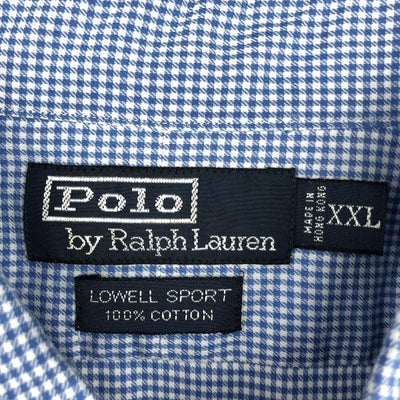 Polo
by Ralph Lauren
MADE IN
HONG KONG
XXL
LOWELL SPORT
100% COTTON